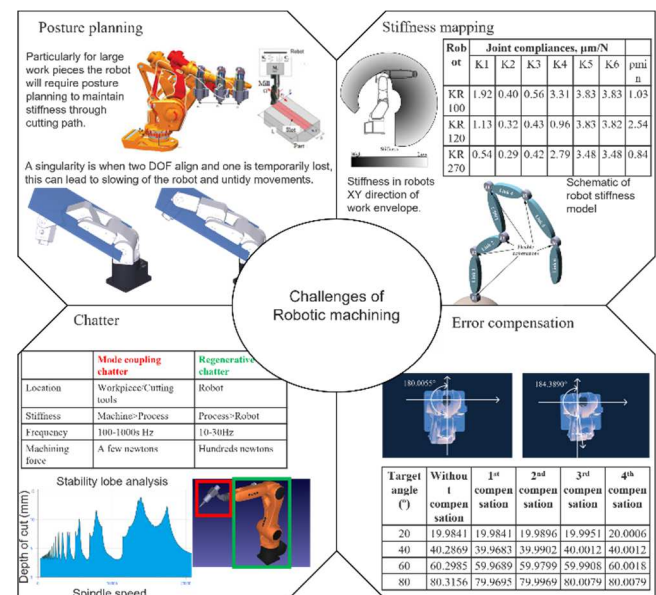 Posture planning
Particularly for large
work pieces the robot
will require posture
planning to maintain
stiffness through
cutting path.
Robot
Slot
Part
A singularity is when two DOF align and one is temporarily lost,
this can lead to slowing of the robot and untidy movements.
Stiffness mapping
Rob ot Joint compliances, µm/N
K1 K2 K3 K4 K5 K6 µni n
KR 100 1.92 0.40 0.56 3.31 3.83 3.83 1.03
KR 120 1.13 0.32 0.43 0.96 3.83 3.82 2.54
KR 270 0.54 0.29 0.42 2.79 3.48 3.48 0.84
Stiffness
Stiffness in robots
XY direction of
work envelope.
Schematic of
robot stiffness
model
Challenges of
Robotic machining
Chatter
Mode coupling chatter Regenerative chatter
Location Workpiece/Cutting tools Robot
Stiffness Machine>Process Process>Robot
Frequency 100-1000s Hz 10-30Hz
Machining force A few newtons Hundreds newtons
Stability lobe analysis
Depth of cut (mm)
Spindle speed
Error compensation
180.0055° 184.3890°
Target angle (°) Withou t compen sation 1st compen sation 2nd compen sation 3rd compen sation 4th compen sation
20 19.9841 19.9841 19.9896 19.9951 20.0006
40 40.2869 39.9683 39.9902 40.0012 40.0012
60 60.2985 59.9689 59.9799 59.9908 60.0018
80 80.3156 79.9695 79.9969 80.0079 80.0079